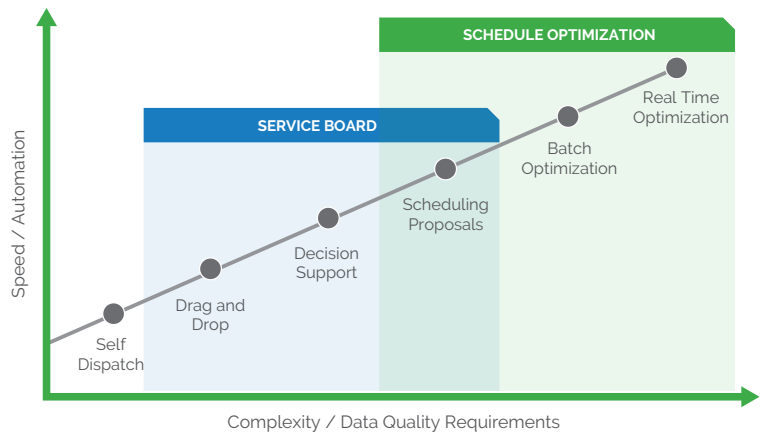 SCHEDULE OPTIMIZATION
SERVICE BOARD
Real Time
Optimization
Batch
Optimization
Scheduling
Proposals
Decision
Support
Drag and
Drop
Self
Dispatch
Speed / Automation
Complexity / Data Quality Requirements